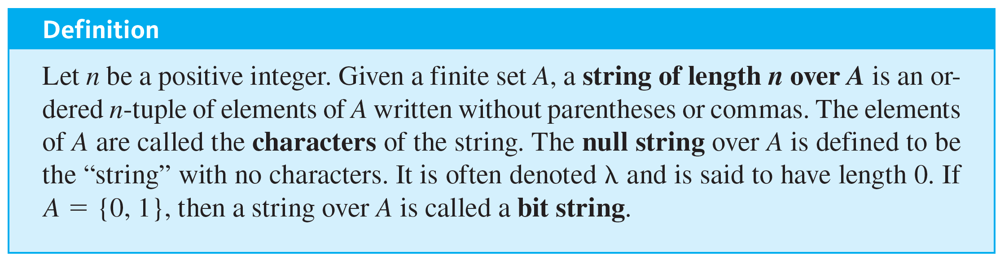 Definition
Let n be a positive integer. Given a finite set A, a string of length n over A is an or-
dered n-tuple of elements of A written without parentheses or commas. The elements
of A are called the characters of the string. The null string over A is defined to be
the “string” with no characters. It is often denoted λ and is said to have length 0. If
A = {0, 1}, then a string over A is called a bit string.